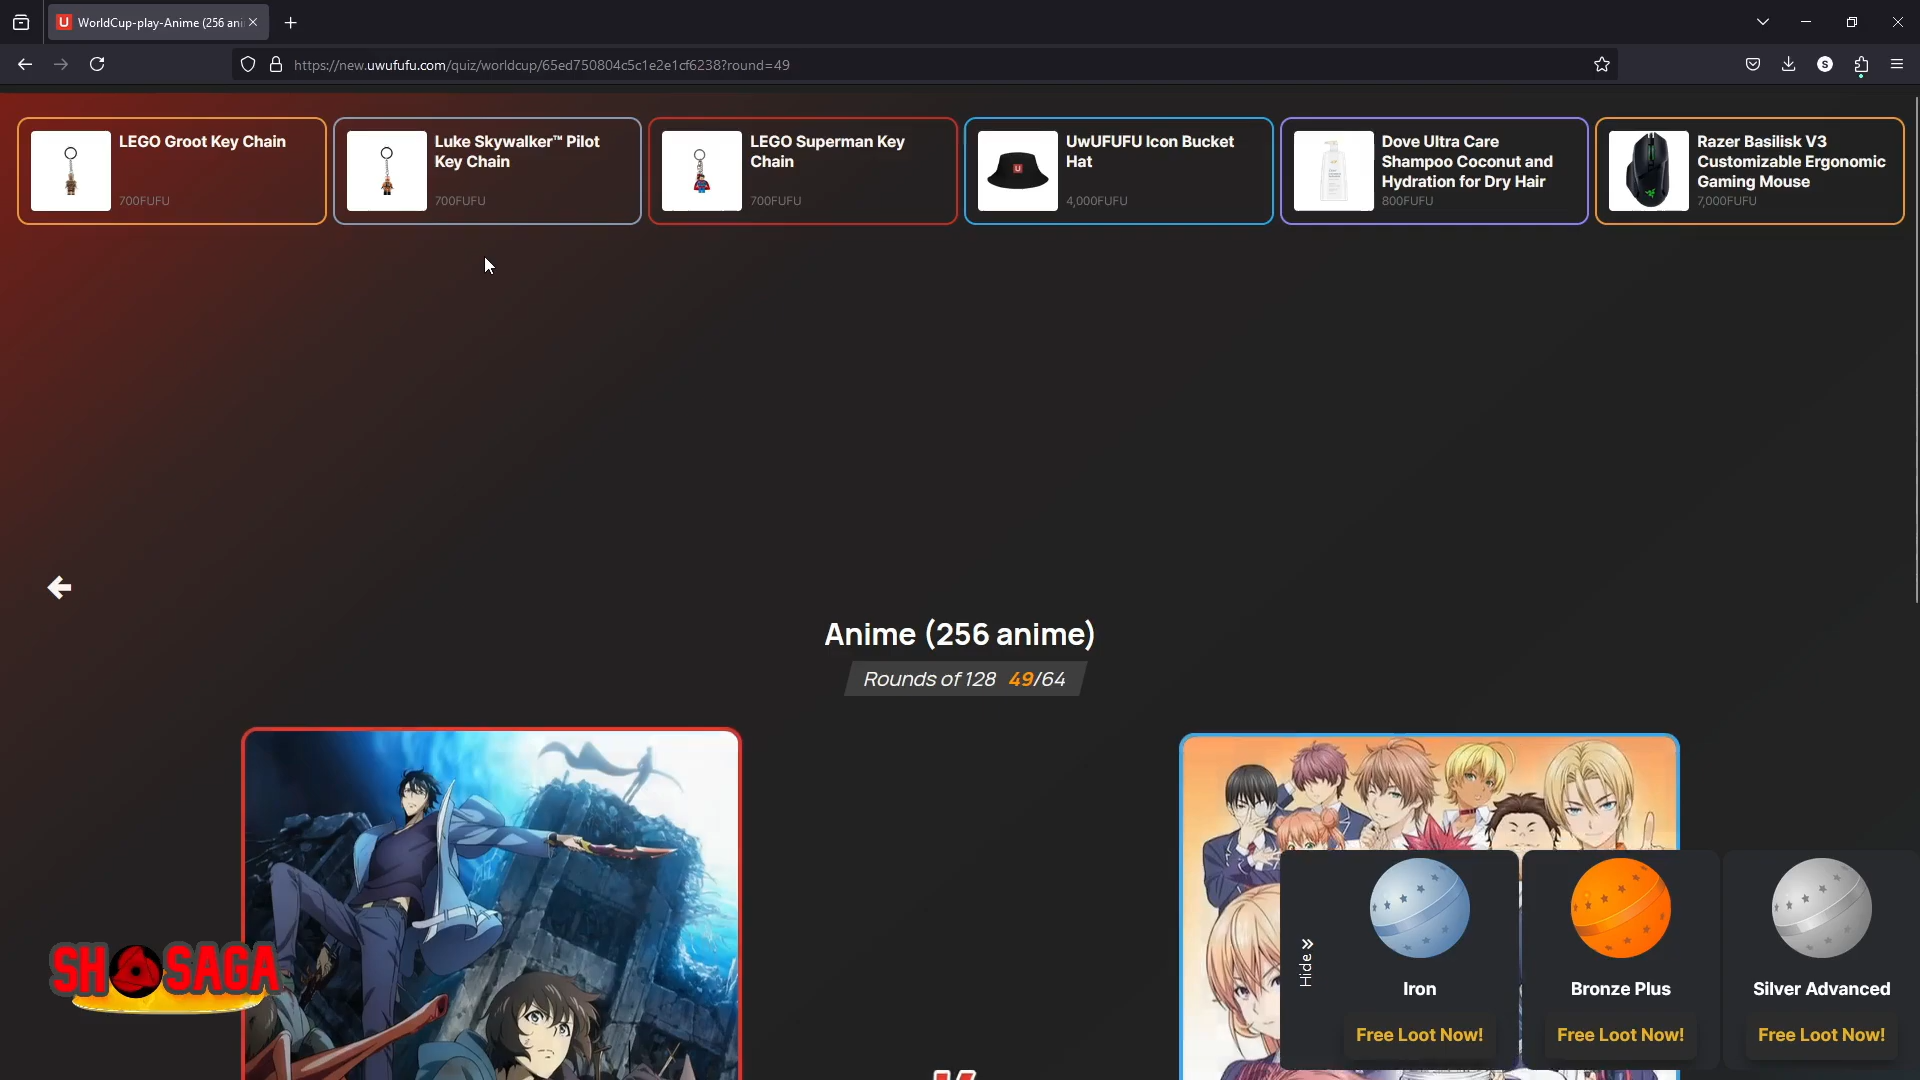 WorldCup-play-Anime (256 ani
https://new.uwufufu.com/quiz/worldcup/65ed750804c5c1e2e1cf6238?round=49
S
LEGO Groot Key Chain
700FUFU
Luke Skywalker™ Pilot
Key Chain
700FUFU
LEGO Superman Key
Chain
700FUFU
UwUFUFU Icon Bucket
Hat
4,000FUFU
Dove Ultra Care
Shampoo Coconut and
Hydration for Dry Hair
800FUFU
Razer Basilisk V3
Customizable Ergonomic
Gaming Mouse
7,000FUFU
Anime (256 anime)
Rounds of 128 49/64
SHOSAGA
Hide
Iron
Free Loot Now!
Bronze Plus
Free Loot Now!
Silver Advanced
Free Loot Now!